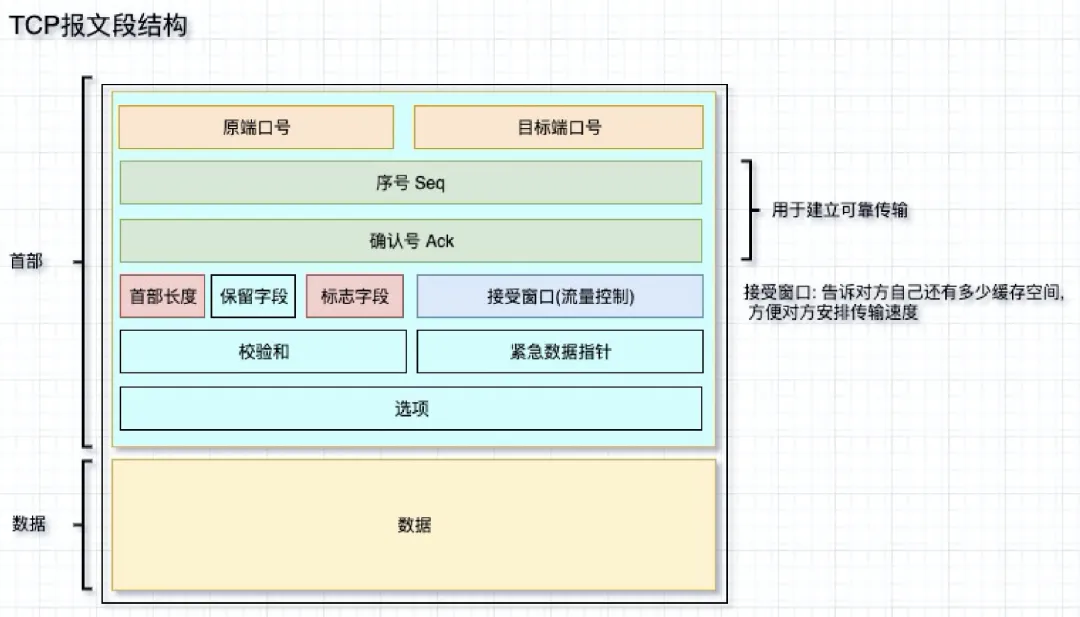 TCP报文段结构
原端口号
目标端口号
序号 Seq
用于建立可靠传输
确认号 Ack
首部
首部长度
保留字段
标志字段
接受窗口(流量控制)
接受窗口: 告诉对方自己还有多少缓存空间,
方便对方安排传输速度
校验和
紧急数据指针
选项
数据
数据